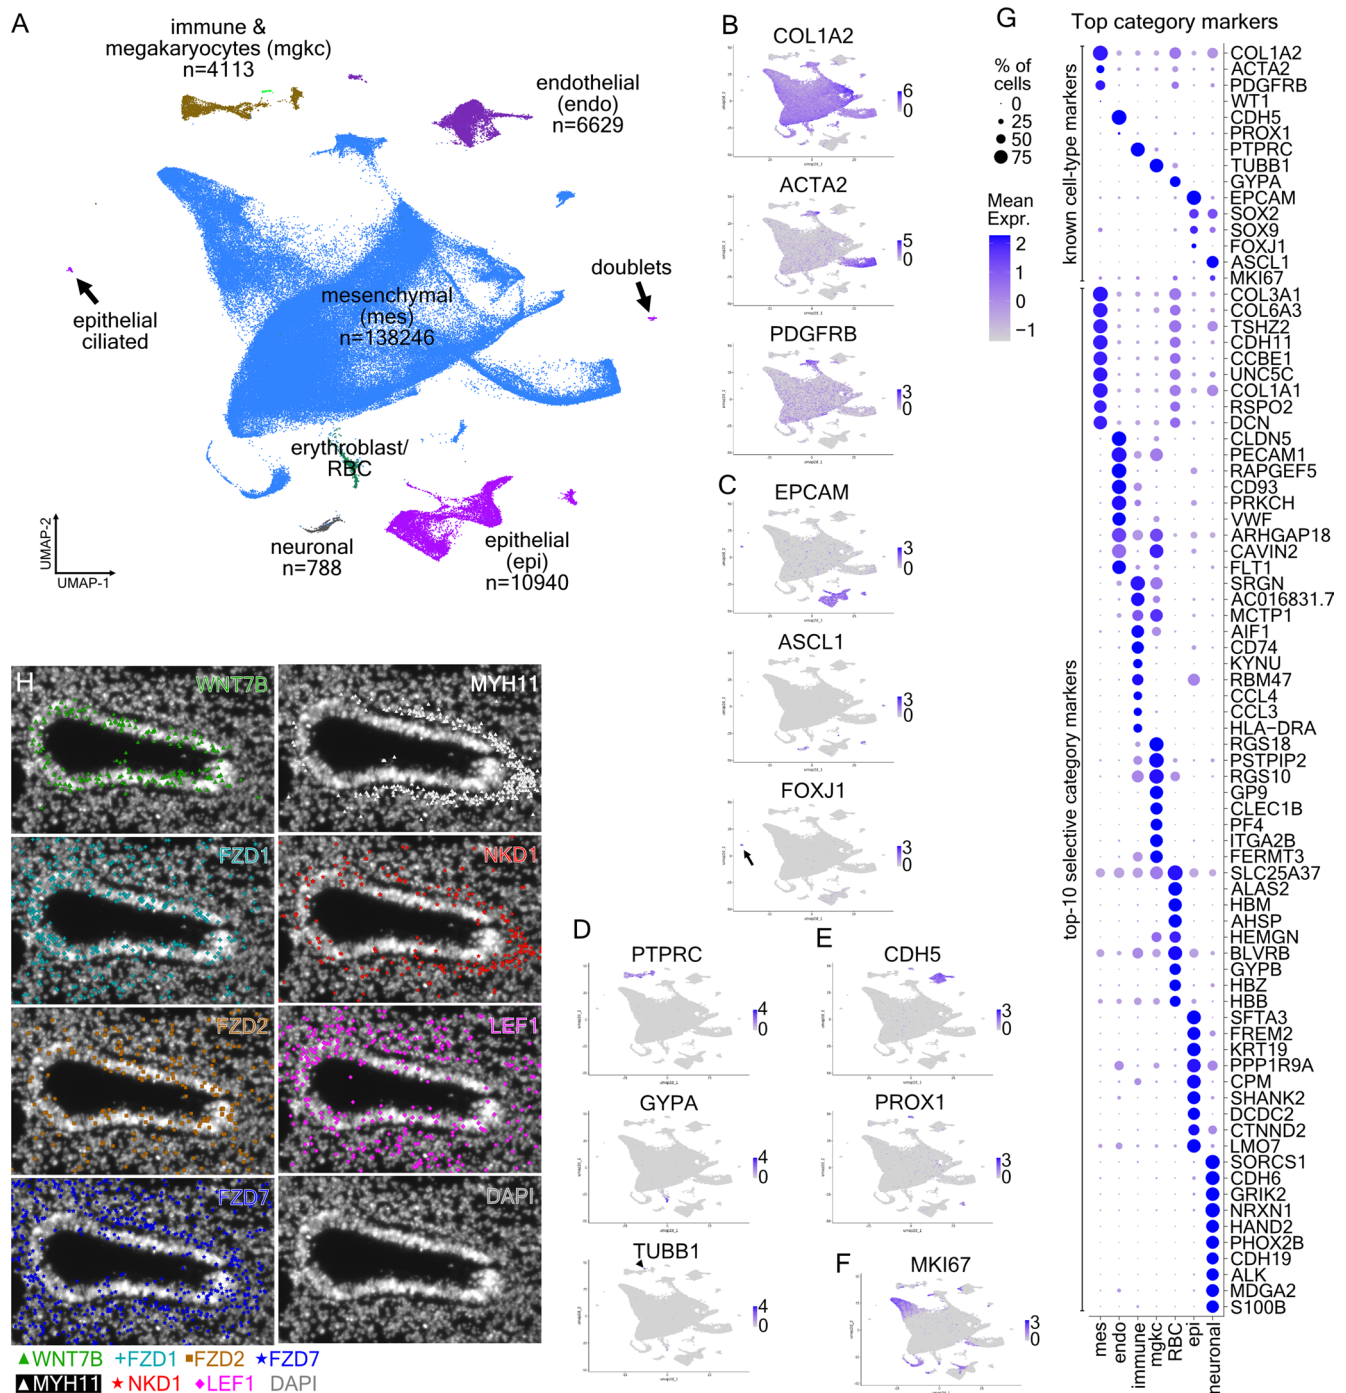 A
immune &
megakaryocytes (mgkc)
n=4113
endothelial
(endo)
n=6629
mesenchymal
(mes)
n=138246
doublets
epithelial
ciliated
erythroblast/
RBC
neuronal
n=788
epithelial
(epi)
n=10940
UMAP-2
UMAP-1
B
COL1A2
6
0
ACTA2
5
0
PDGFRB
3
0
C
EPCAM
3
0
ASCL1
3
0
FOXJ1
3
0
D
PTPRC
4
0
GYPA
4
0
TUBB1
4
0
E
CDH5
3
0
PROX1
3
0
F
MKI67
3
0
G
Top category markers
% of
cells
0
25
50
75
Mean
Expr.
2
1
0
−1
known cell-type markers
top-10 selective category markers
COL1A2
ACTA2
PDGFRB
WT1
CDH5
PROX1
PTPRC
TUBB1
GYPA
EPCAM
SOX2
SOX9
FOXJ1
ASCL1
MKI67
COL3A1
COL6A3
TSHZ2
CDH11
CCBE1
UNC5C
COL1A1
RSPO2
DCN
CLDN5
PECAM1
RAPGEF5
CD93
PRKCH
VWF
ARHGAP18
CAVIN2
FLT1
SRGN
AC016831.7
MCTP1
AIF1
CD74
KYNU
RBM47
CCL4
CCL3
HLA−DRA
RGS18
PSTPIP2
RGS10
GP9
CLEC1B
PF4
ITGA2B
FERMT3
SLC25A37
ALAS2
HBM
AHSP
HEMGN
BLVRB
GYPB
HBZ
HBB
SFTA3
FREM2
KRT19
PPP1R9A
CPM
SHANK2
DCDC2
CTNND2
LMO7
SORCS1
CDH6
GRIK2
NRXN1
HAND2
PHOX2B
CDH19
ALK
MDGA2
S100B
mes
endo
immune
mgkc
RBC
epi
neuronal
H
WNT7B
MYH11
FZD1
NKD1
FZD2
LEF1
FZD7
DAPI
▲WNT7B +FZD1 ■FZD2 ★FZD7
▲MYH11 ★NKD1 ◆LEF1 DAPI